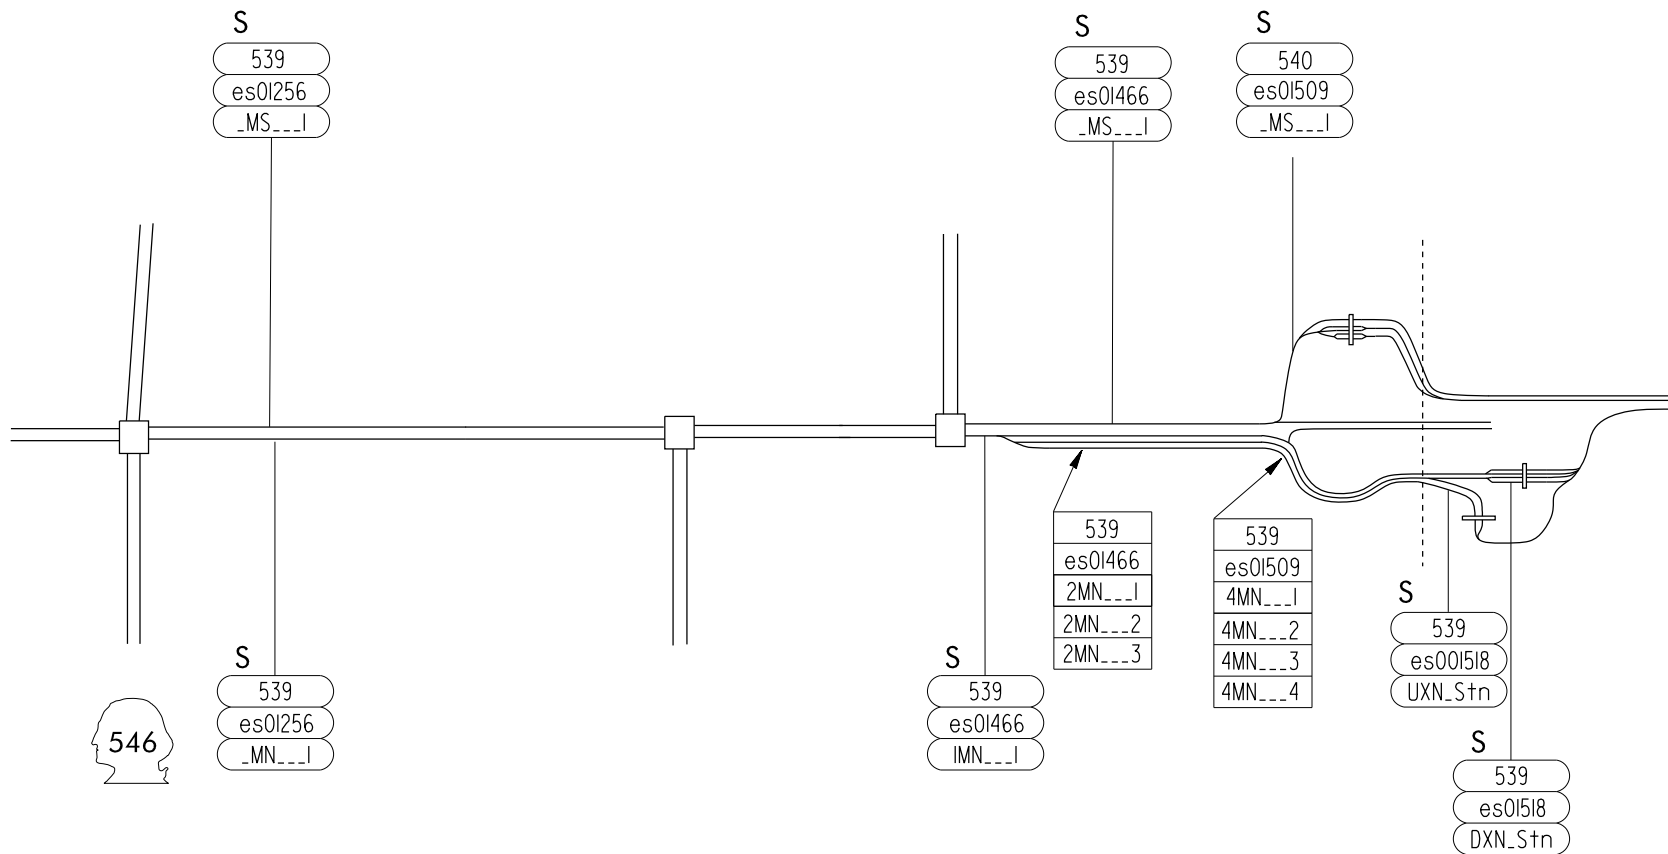 S
539
es01256
_MS___1
S
539
es01466
_MS___1
S
540
es01509
_MS___1
539
es01466
2MN___1
2MN___2
2MN___3
539
es01509
4MN___1
4MN___2
4MN___3
4MN___4
S
539
es001518
UXN_Stn
S
539
es01256
_MN___1
S
539
es01466
1MN___1
546
S
539
es01518
DXN_Stn